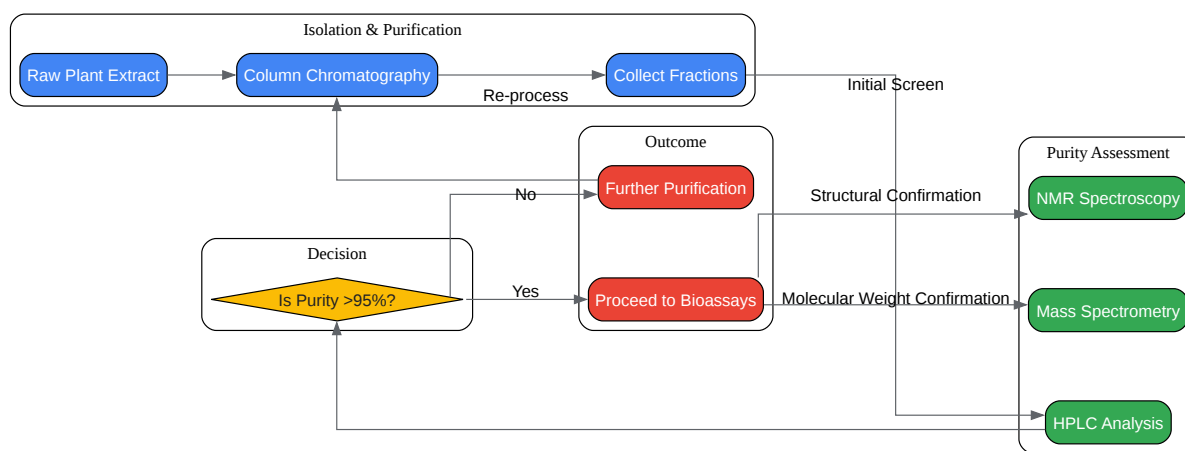 Isolation & Purification
Raw Plant Extract
Column Chromatography
Collect Fractions
Initial Screen
Re-process
Outcome
Purity Assessment
Further Purification
No
Structural Confirmation
NMR Spectroscopy
Decision
Is Purity >95%?
Yes
Proceed to Bioassays
Molecular Weight Confirmation
Mass Spectrometry
HPLC Analysis